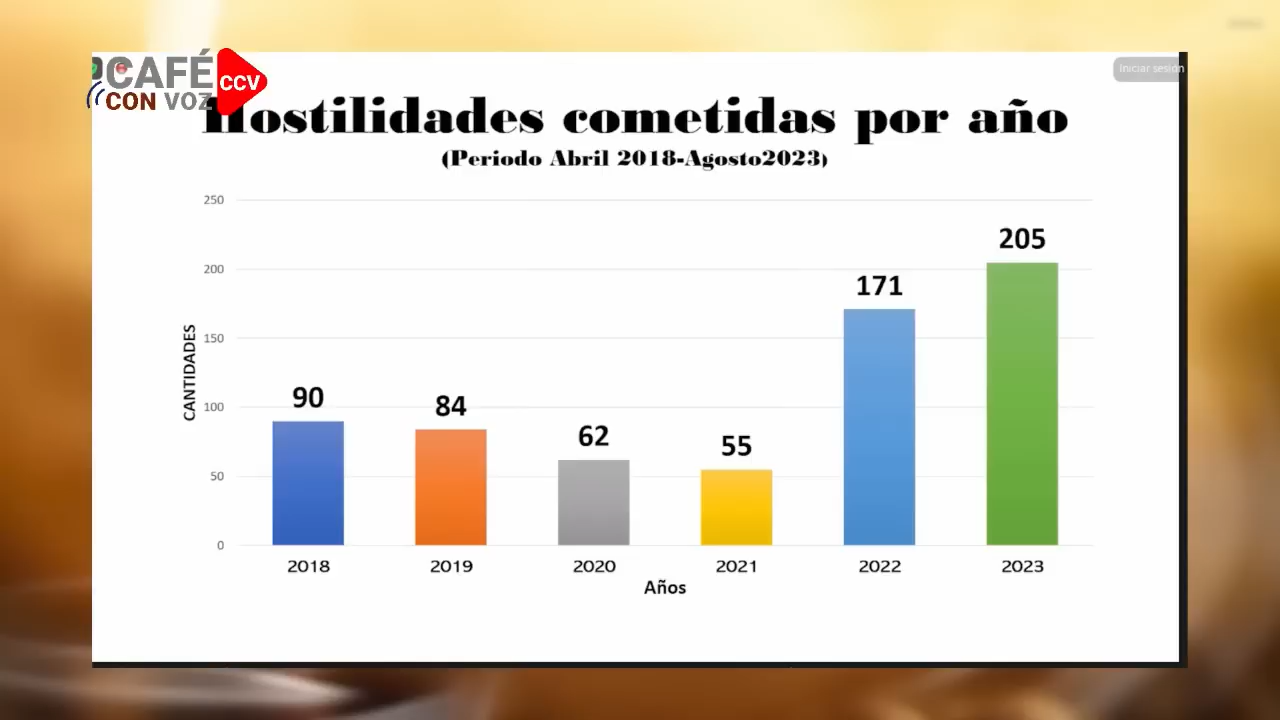 CAFÉ
CON VOZ
CCV
Iniciar sesión
Hostilidades cometidas por año
(Periodo Abril 2018-Agosto2023)
CANTIDADES
250
200
150
100
50
0
90
84
62
55
171
205
2018 2019 2020 2021 2022 2023
Años